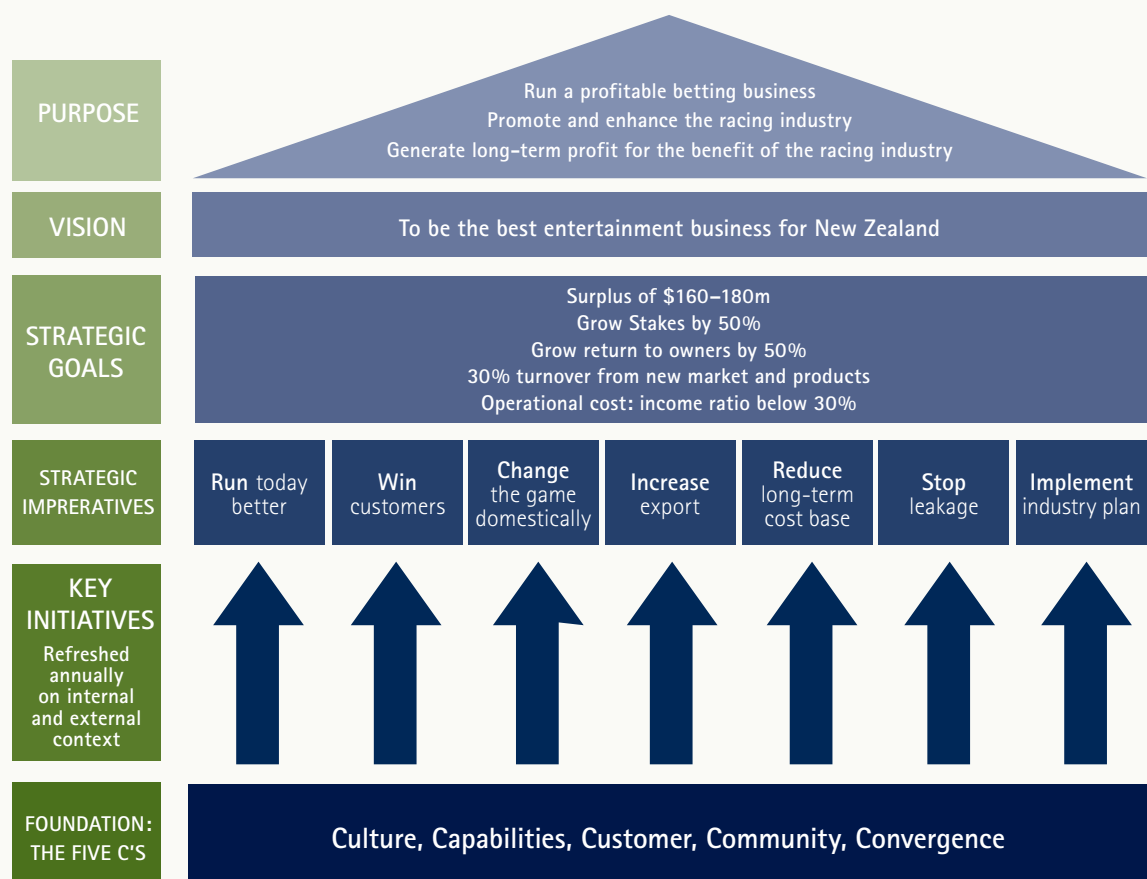 PURPOSE
Run a profitable betting business
Promote and enhance the racing industry
Generate long-term profit for the benefit of the racing industry
VISION
To be the best entertainment business for New Zealand
STRATEGIC
GOALS
Surplus of $160–180m
Grow Stakes by 50%
Grow return to owners by 50%
30% turnover from new market and products
Operational cost: income ratio below 30%
STRATEGIC
IMPRERATIVES
Run today
better
Win
customers
Change
the game
domestically
Increase
export
Reduce
long-term
cost base
Stop
leakage
Implement
industry plan
KEY
INITIATIVES
Refreshed
annually
on internal
and external
context
FOUNDATION:
THE FIVE C'S
Culture, Capabilities, Customer, Community, Convergence